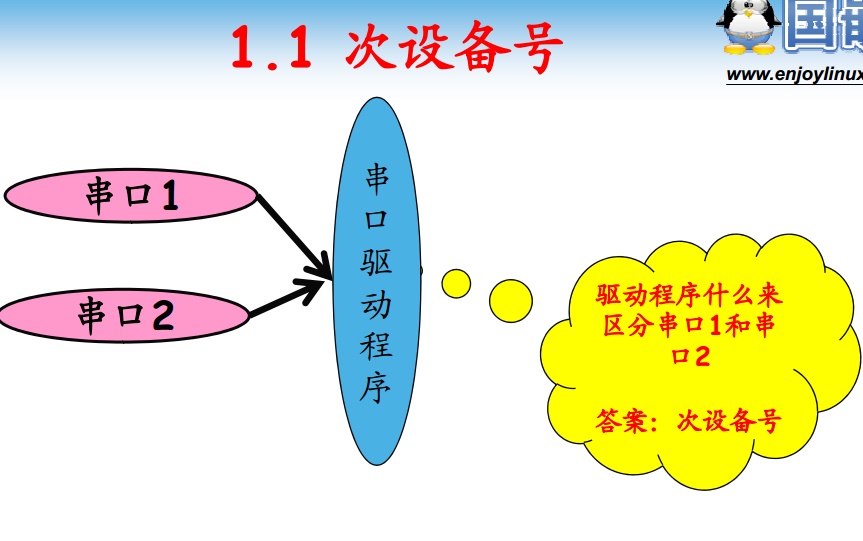 1.1 次设备号
国嵌
www.enjoylinux
串口1
串口2
串
口
驱
动
程
序
驱动程序什么来
区分串口1和串
口2
答案：次设备号